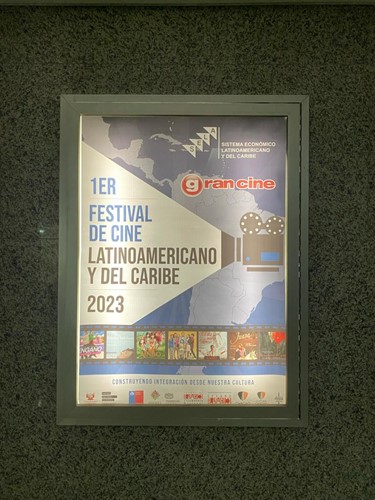 SELA
SISTEMA ECONÓMICO
LATINOAMERICANO
Y DEL CARIBE
grancine
1ER
FESTIVAL
DE CINE
LATINOAMERICANO
Y DEL CARIBE
2023
CONSTRUYENDO INTEGRACIÓN DESDE NUESTRA CULTURA